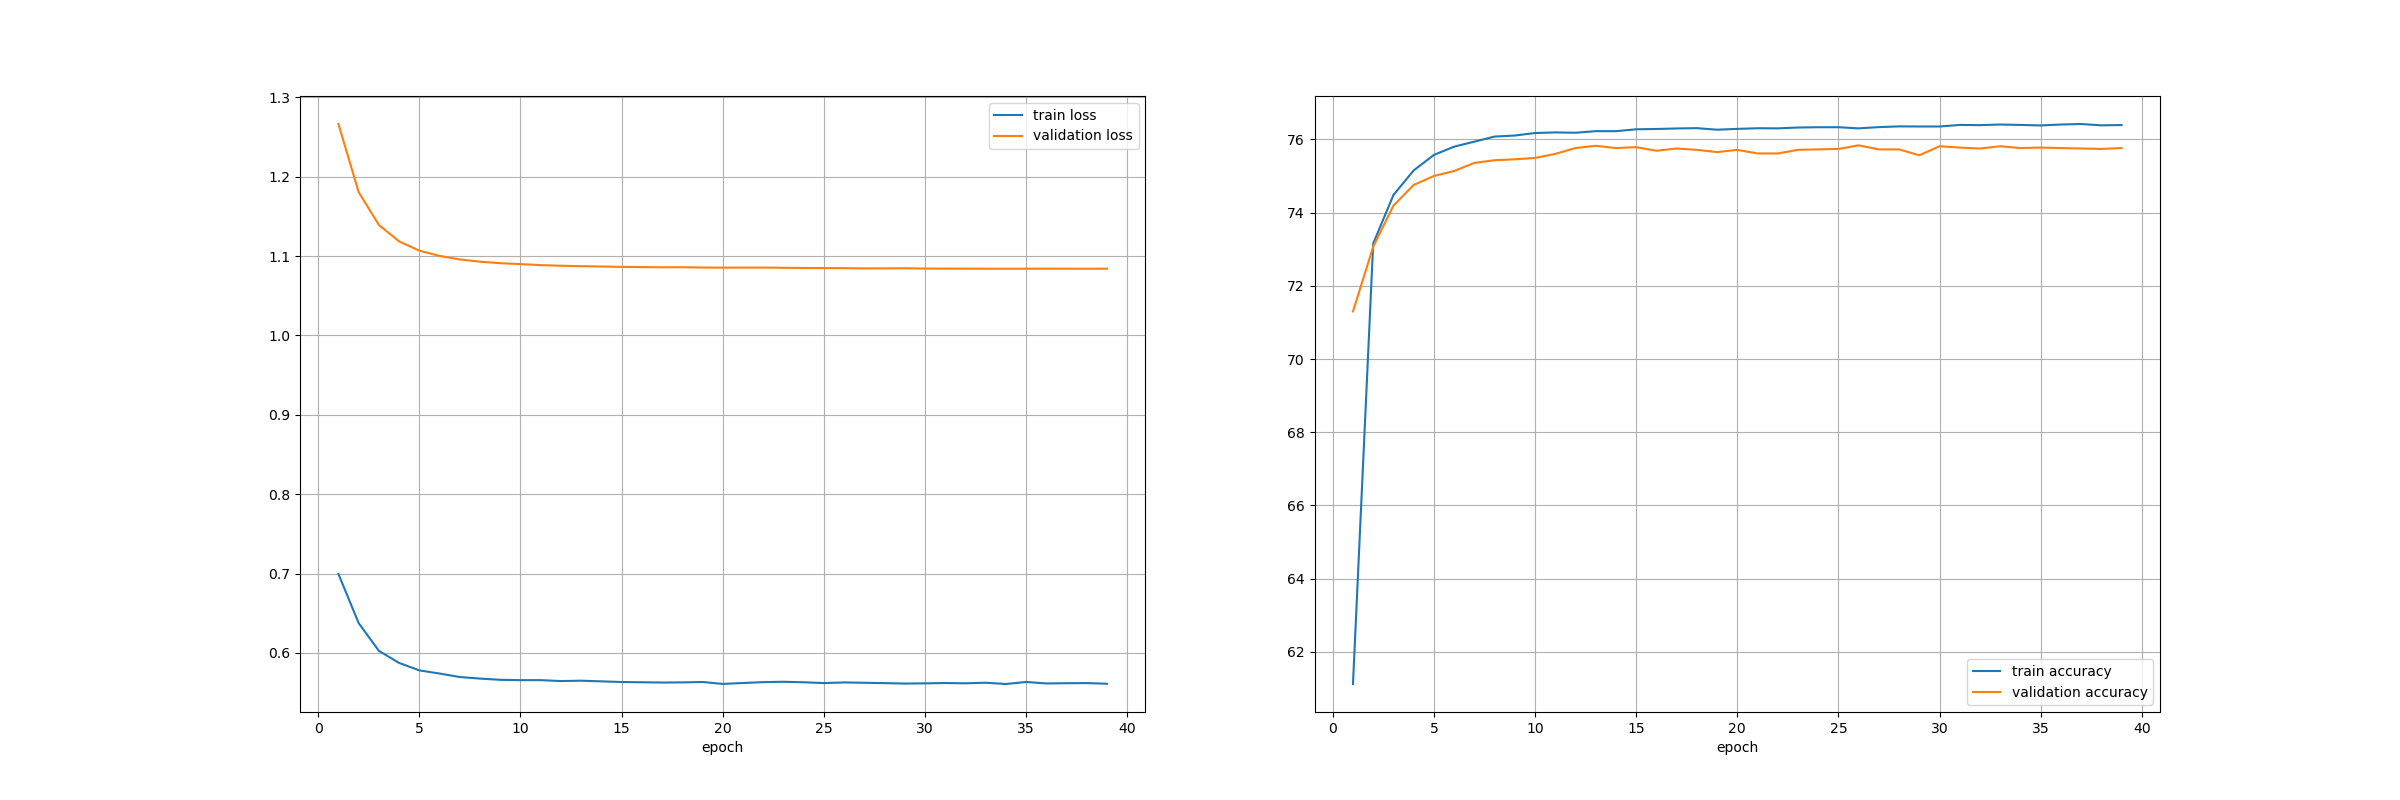 1.3
1.2
1.1
1.0
0.9
0.8
0.7
0.6
0 5 10 15 20 25 30 35 40
epoch
train loss
validation loss
76
74
72
70
68
66
64
62
0 5 10 15 20 25 30 35 40
epoch
train accuracy
validation accuracy